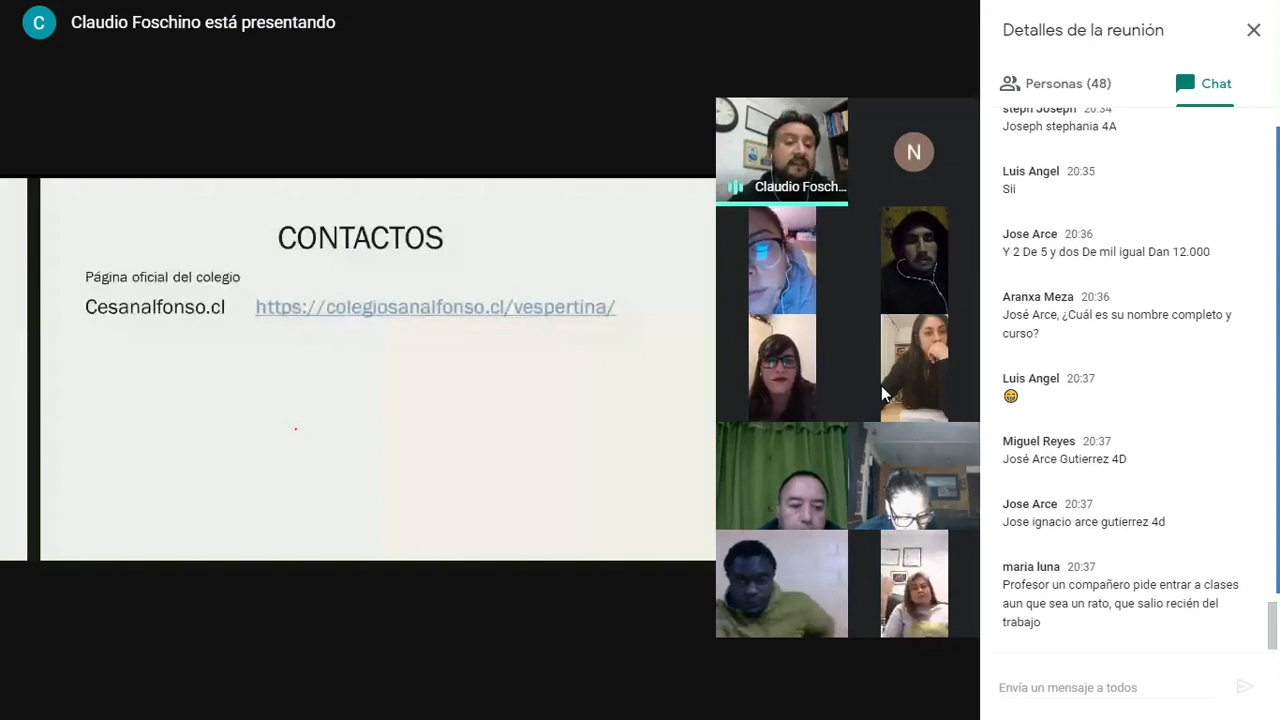 C
Claudio Foschino está presentando
CONTACTOS
Página oficial del colegio
Cesanalfonso.cl https://colegiosanalfonso.cl/vespertina/
Claudio Fosch...
N
Detalles de la reunión
Personas (48)
Chat
steph Joseph 20:34
Joseph stephania 4A
Luis Angel 20:35
Sii
Jose Arce 20:36
Y 2 De 5 y dos De mil igual Dan 12.000
Aranxa Meza 20:36
José Arce, ¿Cuál es su nombre completo y
curso?
Luis Angel 20:37
😁
Miguel Reyes 20:37
José Arce Gutierrez 4D
Jose Arce 20:37
Jose ignacio arce gutierrez 4d
maria luna 20:37
Profesor un compañero pide entrar a clases
aun que sea un rato, que salio recién del
trabajo
Envía un mensaje a todos